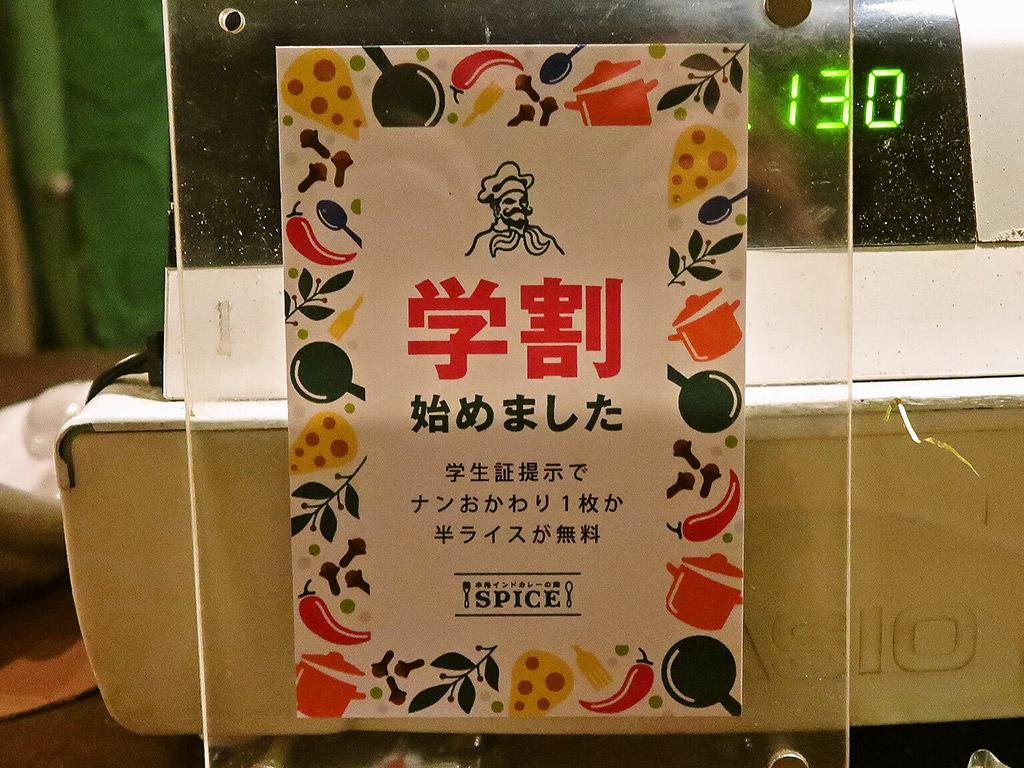 130
学割
始めました
学生証提示で
ナンおかわり1枚か
半ライスが無料
本格インドカレーの店
SPICE
CASIO